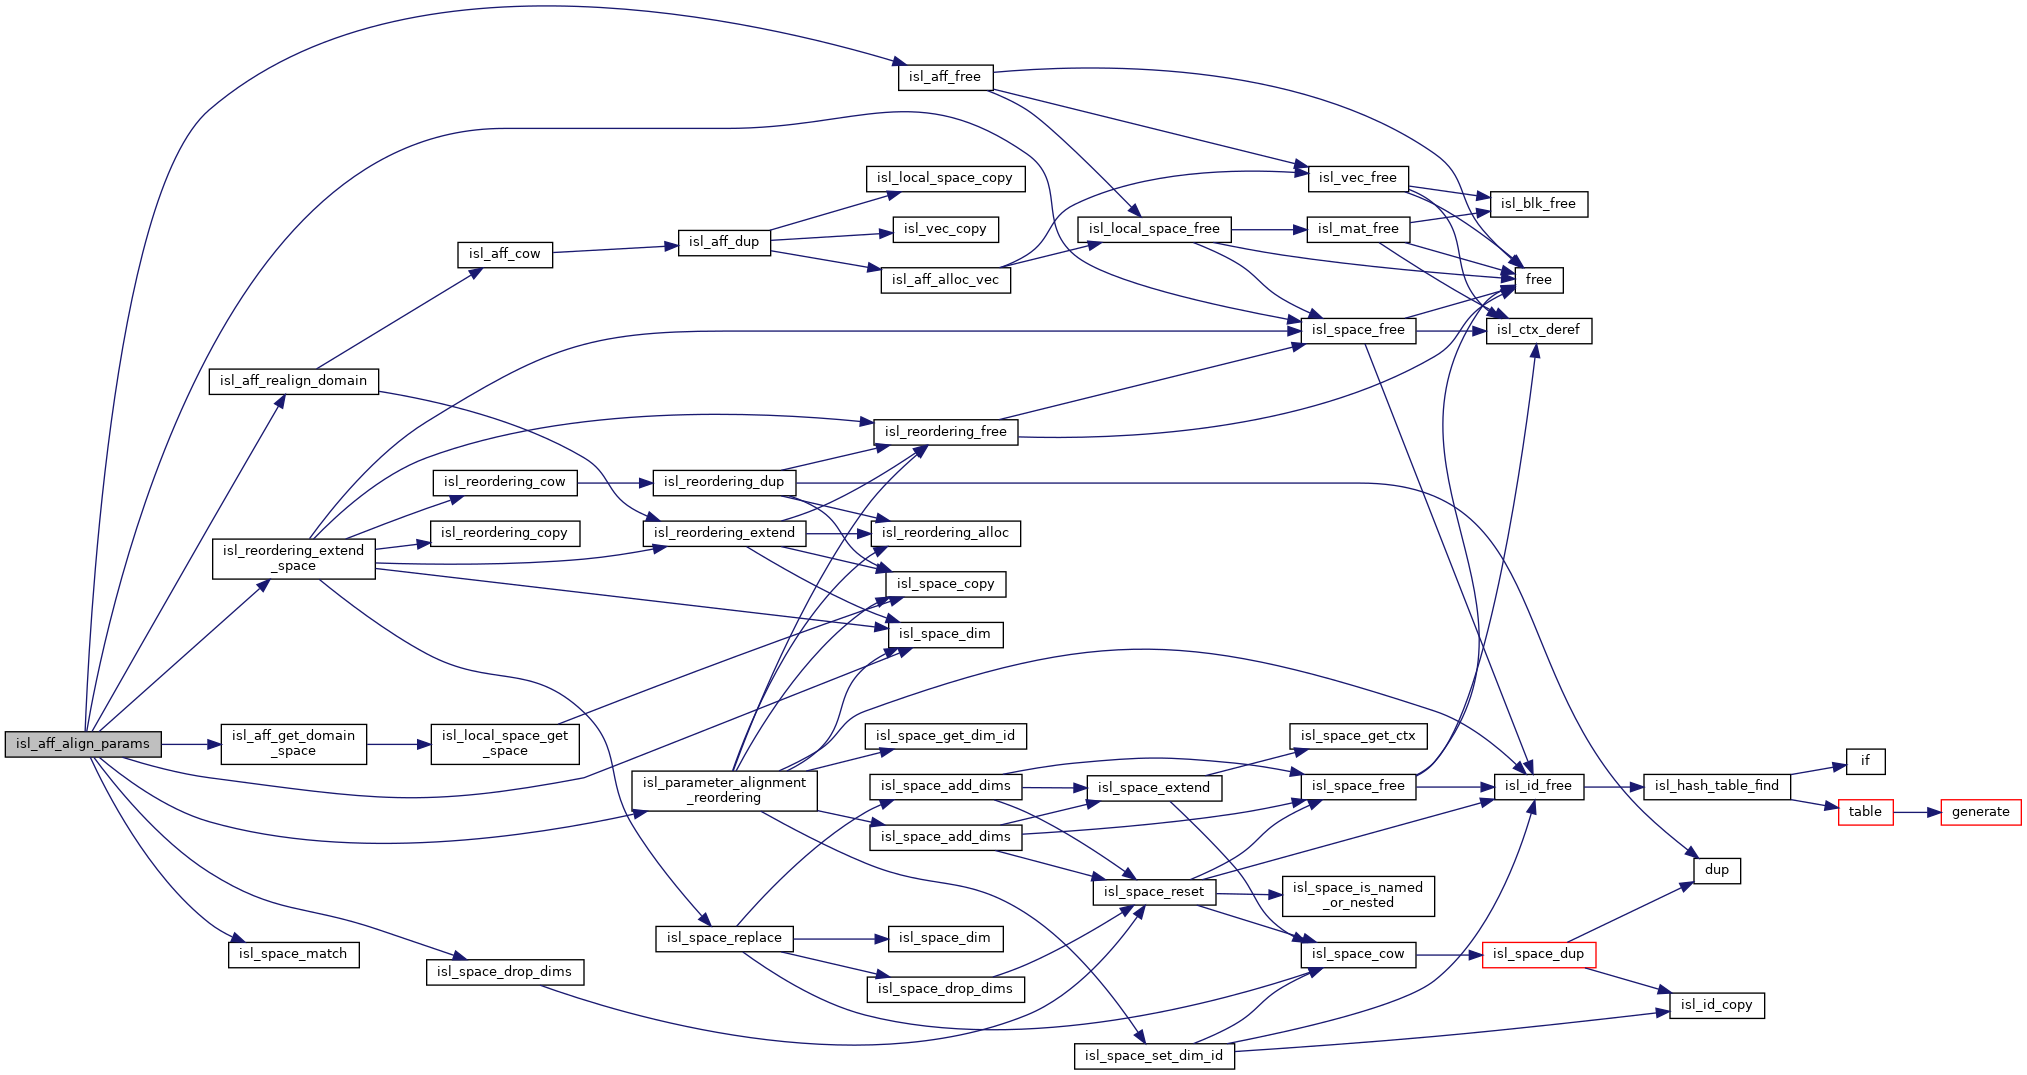 isl_aff_free
isl_local_space_copy
isl_vec_free
isl_blk_free
isl_aff_cow
isl_aff_dup
isl_vec_copy
isl_local_space_free
isl_mat_free
isl_aff_alloc_vec
free
isl_space_free
isl_ctx_deref
isl_aff_realign_domain
isl_reordering_free
isl_reordering_cow
isl_reordering_dup
isl_reordering_extend
_space
isl_reordering_copy
isl_reordering_extend
isl_reordering_alloc
isl_space_copy
isl_space_dim
isl_aff_align_params
isl_aff_get_domain
_space
isl_local_space_get
_space
isl_space_get_dim_id
isl_space_get_ctx
isl_parameter_alignment
_reordering
isl_space_add_dims
isl_space_extend
isl_space_free
isl_id_free
isl_hash_table_find
if
table
generate
isl_space_add_dims
dup
isl_space_reset
isl_space_is_named
_or_nested
isl_space_replace
isl_space_dim
isl_space_match
isl_space_cow
isl_space_dup
isl_space_drop_dims
isl_space_drop_dims
isl_id_copy
isl_space_set_dim_id